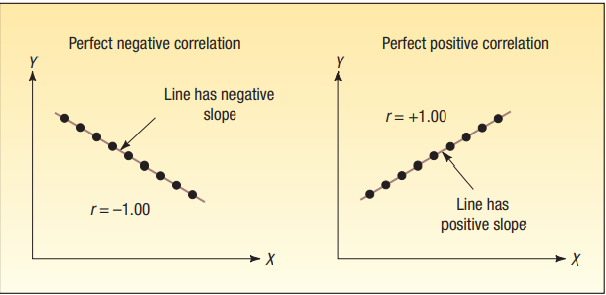 Perfect negative correlation
Y
Line has negative
slope
r = –1.00
X
Perfect positive correlation
Y
r = +1.00
Line has
positive slope
X